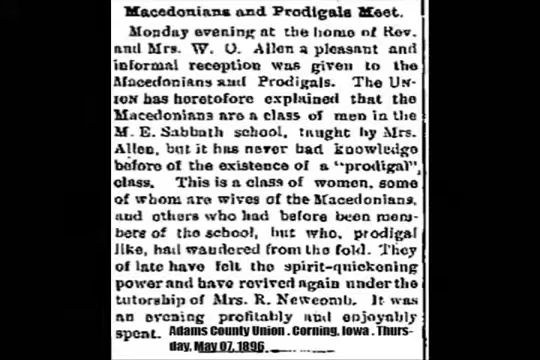 Macedonians and Prodigals Meet.
Monday evening at the home of Rev.
and Mrs. W. O. Allen a pleasant and
informal reception was given to the
Macedonians and Prodigals. The UN-
ION has heretofore explained that the
Macedonians are a class of men in the
M. E. Sabbath school, taught by Mrs.
Allen, but it has never had knowledge
before of the existence of a "prodigal"
class. This is a class of women, some
of whom are wives of the Macedonians,
and others who had before been mem-
bers of the school, but who, prodigal
like, had wandered from the fold. They
of late have felt the spirit-quickening
power and have revived again under the
tutorship of Mrs. R. Newcomb. It was
an evening profitably and enjoyably
spent. Adams County Union . Corning, Iowa . Thurs-
day, May 07, 1896